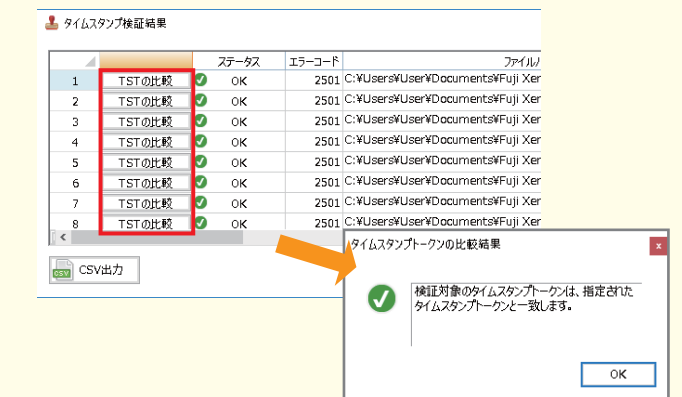 タイムスタンプ検証結果
ステータス エラーコード ファイルパ
1 TSTの比較 OK 2501 C:¥Users¥User¥Documents¥Fuji Xer
2 TSTの比較 OK 2501 C:¥Users¥User¥Documents¥Fuji Xer
3 TSTの比較 OK 2501 C:¥Users¥User¥Documents¥Fuji Xer
4 TSTの比較 OK 2501 C:¥Users¥User¥Documents¥Fuji Xer
5 TSTの比較 OK 2501 C:¥Users¥User¥Documents¥Fuji Xer
6 TSTの比較 OK 2501 C:¥Users¥User¥Documents¥Fuji Xer
7 TSTの比較 OK 2501 C:¥Users¥User¥Documents¥Fuji Xer
8 TSTの比較 OK 2501 C:¥Users¥User¥Documents¥Fuji Xer
CSV CSV出力
タイムスタンプトークンの比較結果
検証対象のタイムスタンプトークンは、指定された
タイムスタンプトークンと一致します。
OK